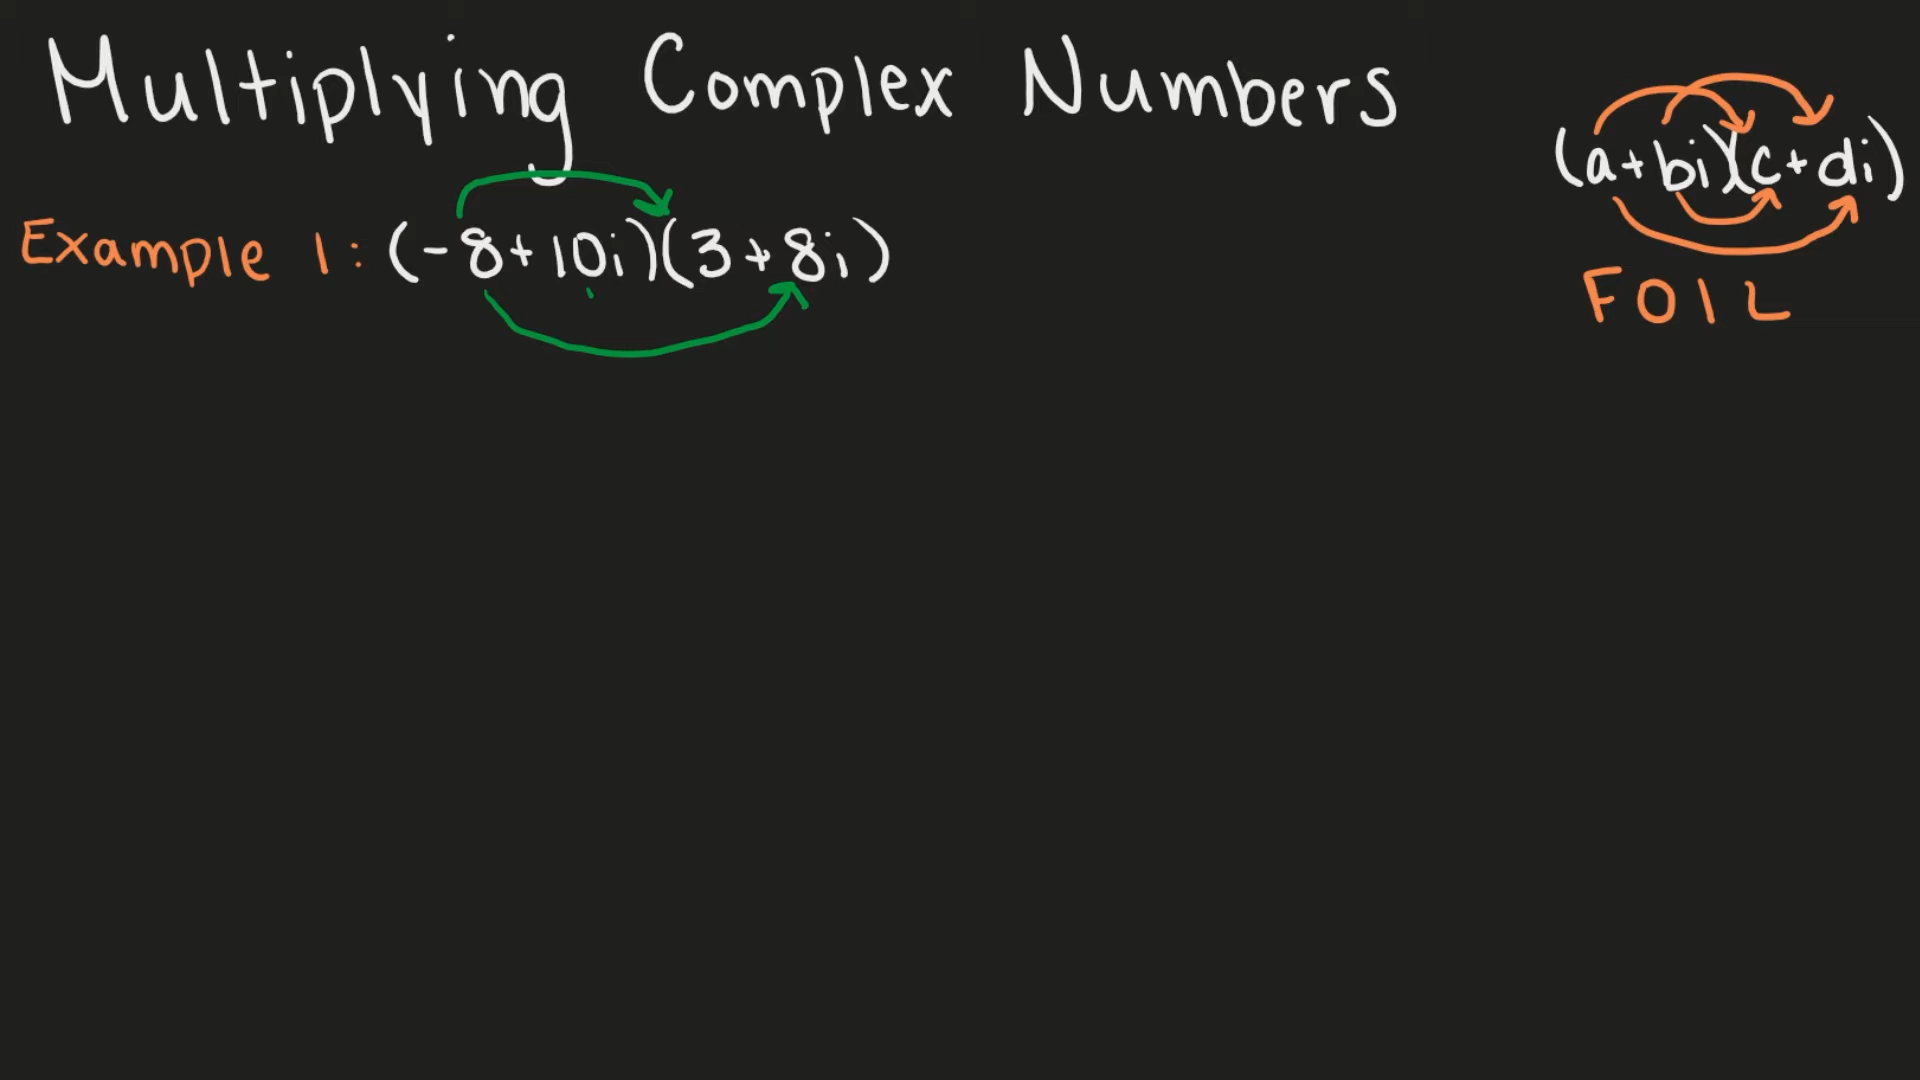 Multiplying Complex Numbers
(a+bi)(c+di)
Example 1: (-8+10i)(3+8i)
FOIL